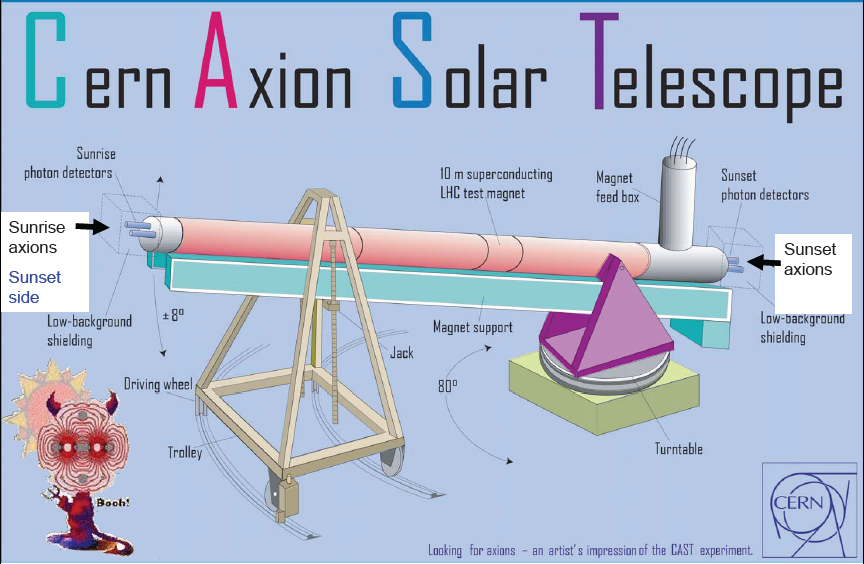 Cern Axion Solar Telescope
Sunrise
photon detectors
10 m superconducting
LHC test magnet
Magnet
feed box
Sunset
photon detectors
Sunrise
axions
Sunset
side
Sunset
axions
Low-background
shielding
±8°
Magnet support
Low-background
shielding
Jack
Driving wheel
80°
Trolley
Turntable
Booh!
CERN
Looking for axions – an artist's impression of the CAST experiment.